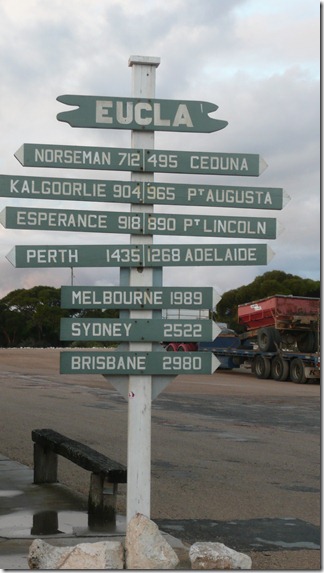 EUCLA
NORSEMAN 712 495 CEDUNA
KALGOORLIE 904 965 PT AUGUSTA
ESPERANCE 918 890 PT LINCOLN
PERTH 1435 1268 ADELAIDE
MELBOURNE 1989
SYDNEY 2522
BRISBANE 2980